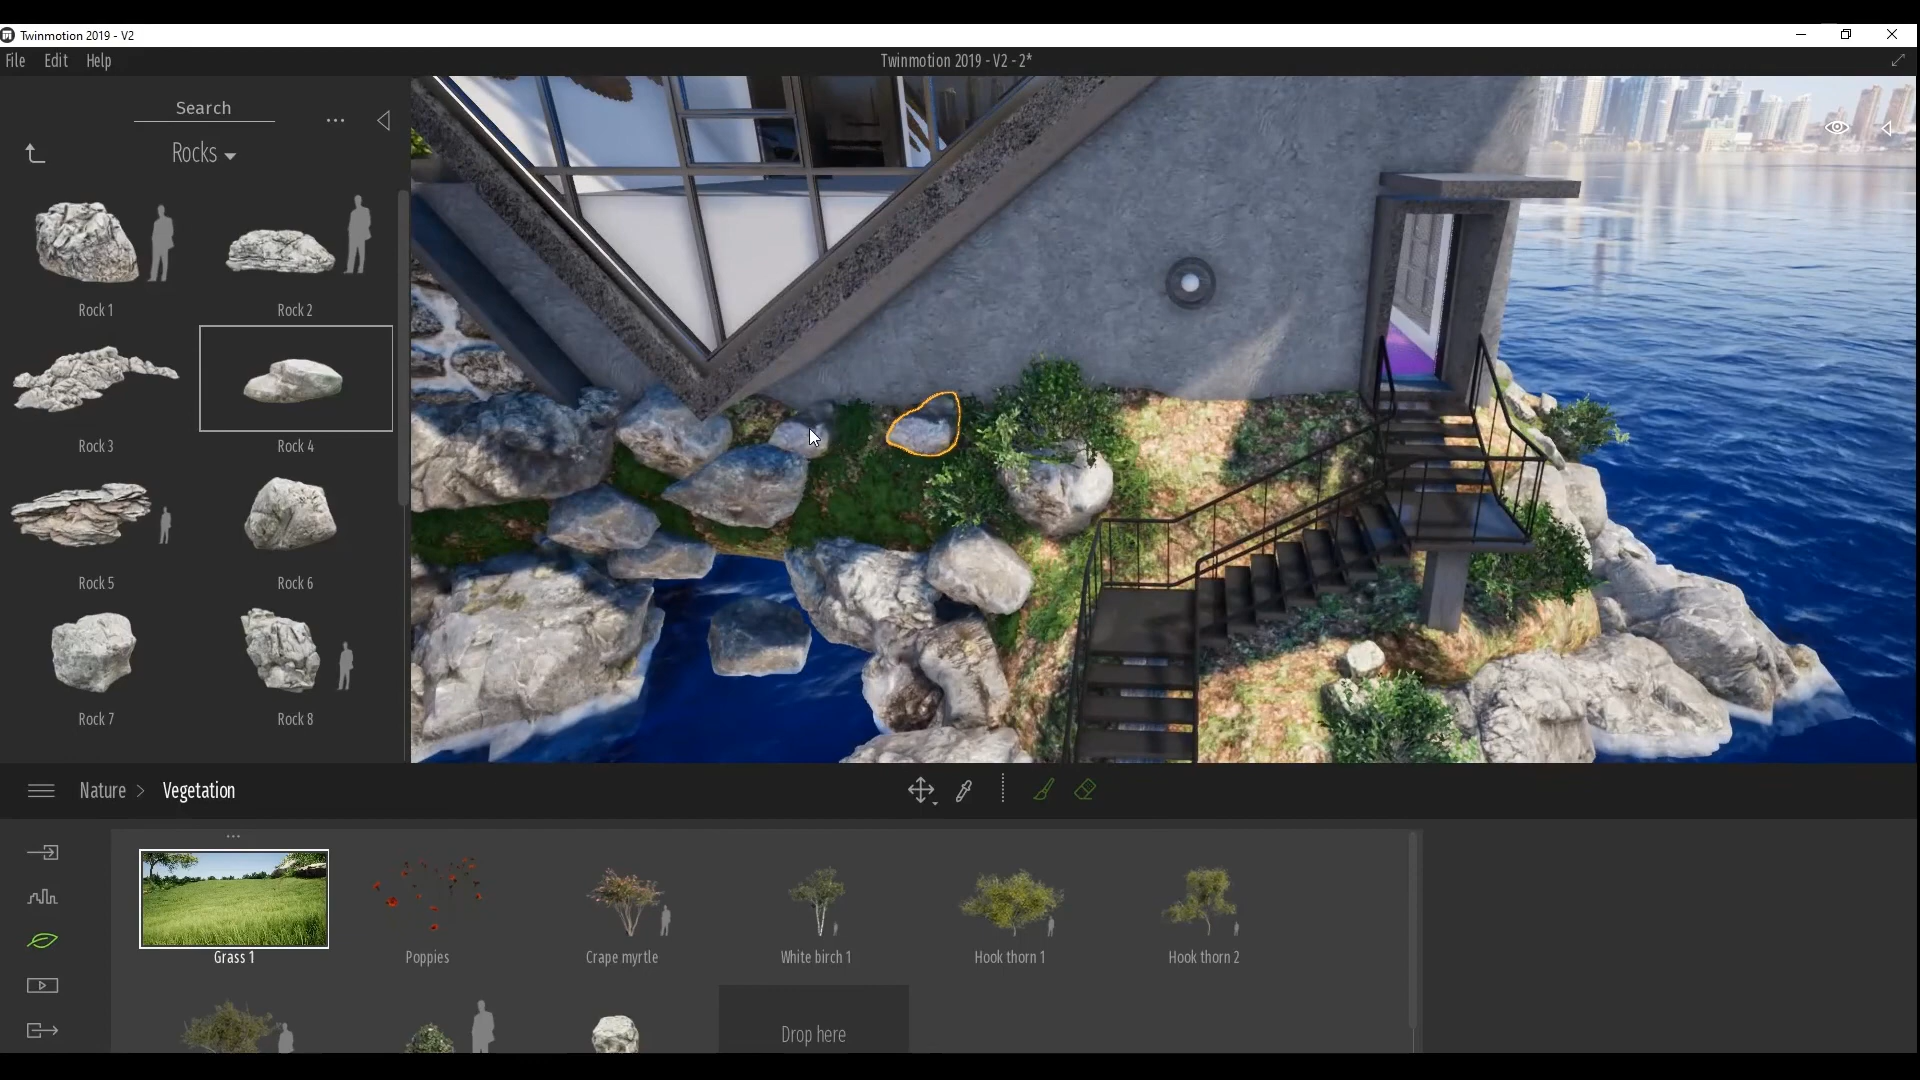 Twinmotion 2019 - V2
File Edit Help
Twinmotion 2019 - V2 - 2*
Search
Rocks
Rock 1
Rock 2
Rock 3
Rock 4
Rock 5
Rock 6
Rock 7
Rock 8
Nature > Vegetation
Grass 1
Poppies
Crape myrtle
White birch 1
Hook thorn 1
Hook thorn 2
Drop here